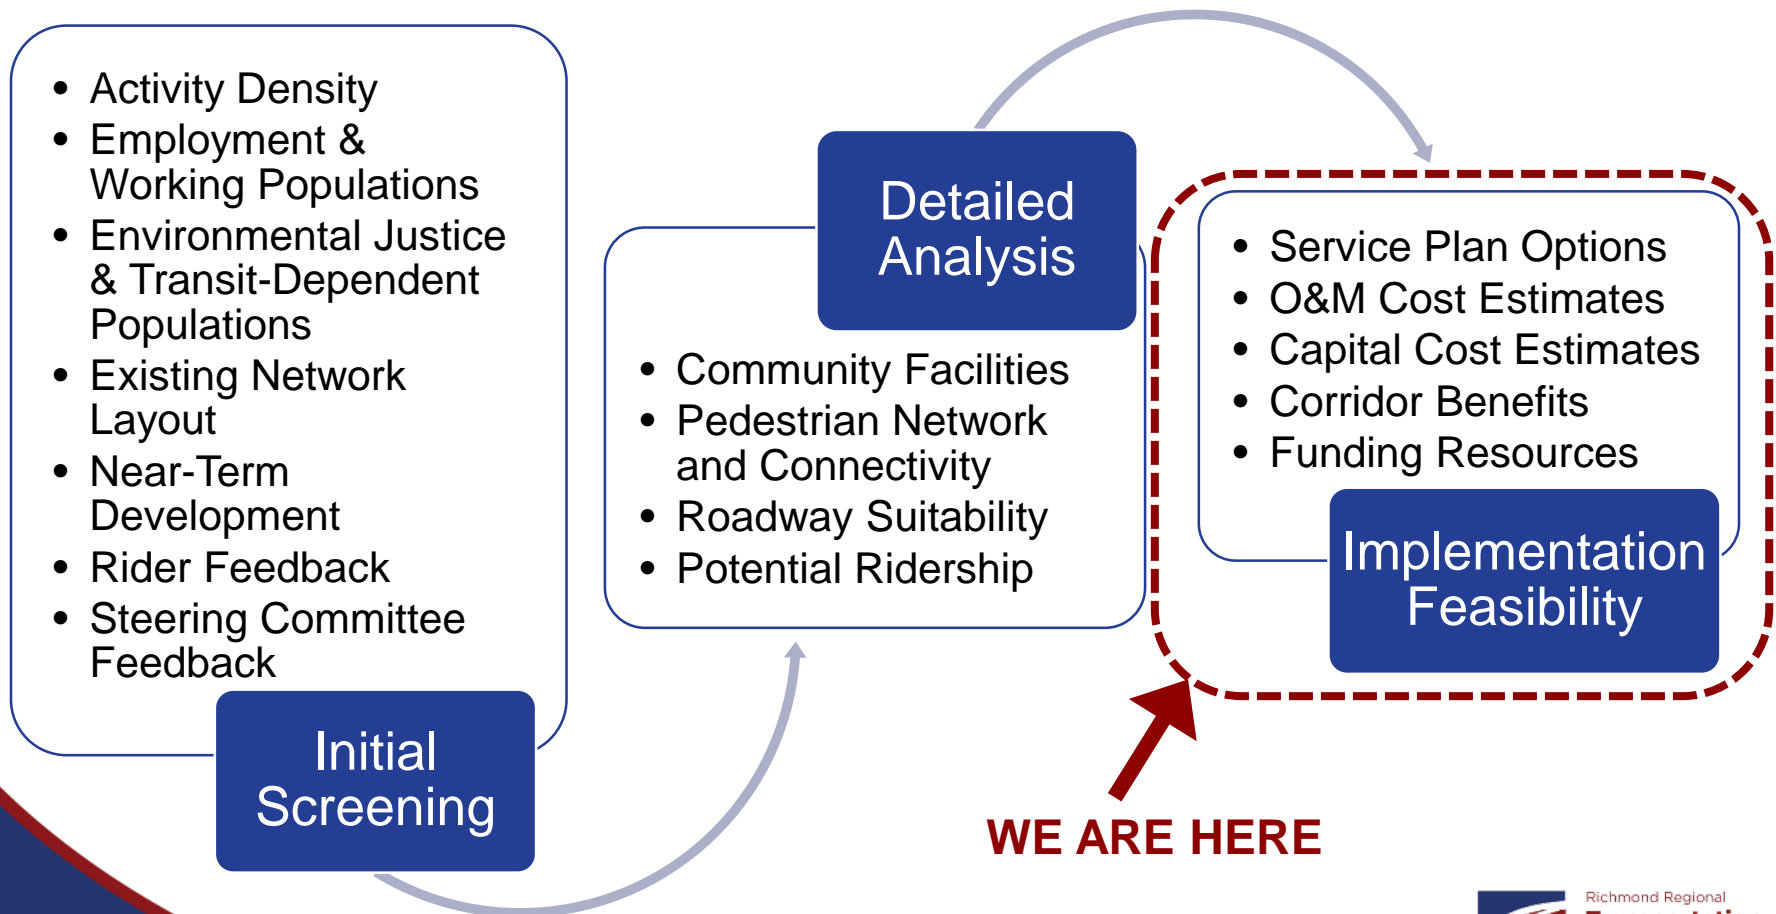 • Activity Density
• Employment &
Working Populations
• Environmental Justice
& Transit-Dependent
Populations
• Existing Network
Layout
• Near-Term
Development
• Rider Feedback
• Steering Committee
Feedback
Initial
Screening
Detailed
Analysis
• Community Facilities
• Pedestrian Network
and Connectivity
• Roadway Suitability
• Potential Ridership
• Service Plan Options
• O&M Cost Estimates
• Capital Cost Estimates
• Corridor Benefits
• Funding Resources
Implementation
Feasibility
WE ARE HERE
Richmond Regional